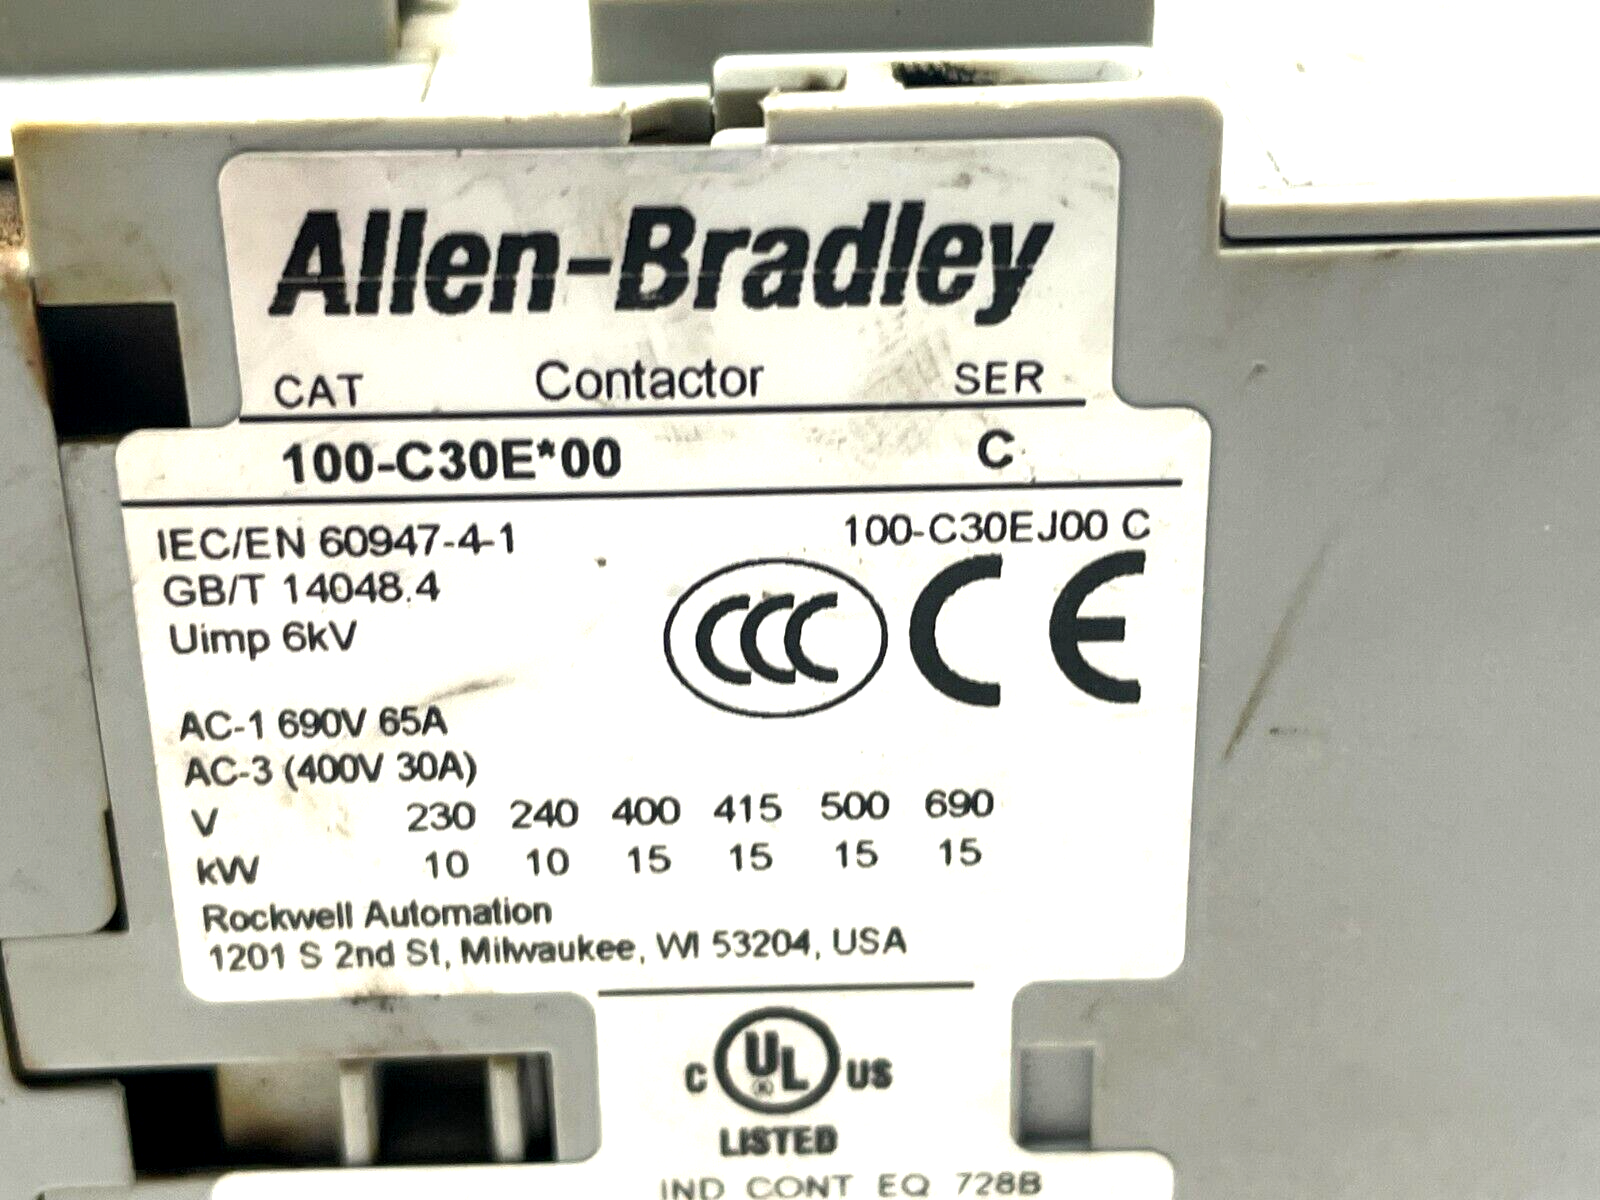 Allen-Bradley
CAT Contactor SER
100-C30E*00 C
IEC/EN 60947-4-1 100-C30EJ00 C
GB/T 14048.4
Uimp 6kV
CCC CE
AC-1 690V 65A
AC-3 (400V 30A)
V 230 240 400 415 500 690
kW 10 10 15 15 15 15
Rockwell Automation
1201 S 2nd St, Milwaukee, WI 53204, USA
C UL ® US
LISTED
IND CONT EQ 728B